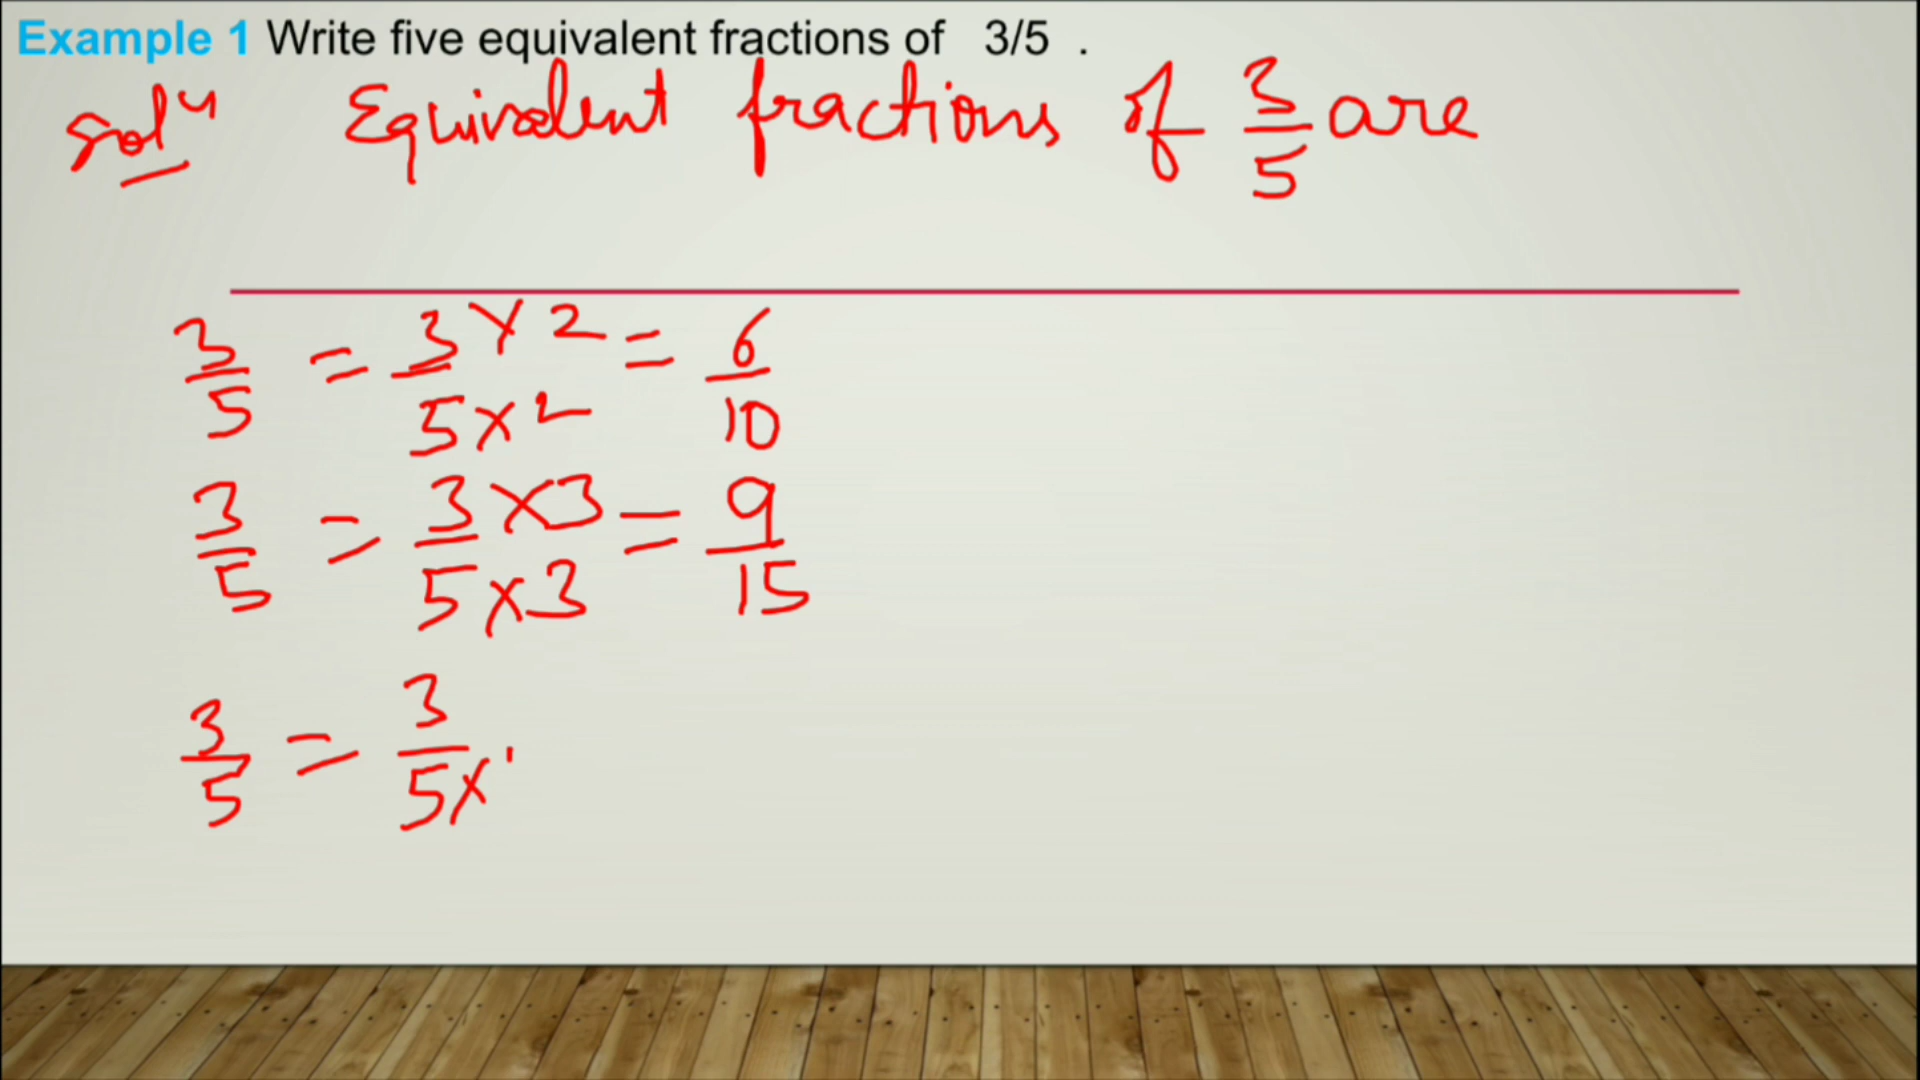 Example 1 Write five equivalent fractions of 3/5 .
Solⁿ Equivalent fractions of 3/5 are
3/5 = 3×2/5×2 = 6/10
3/5 = 3×3/5×3 = 9/15
3/5 = 3/5×